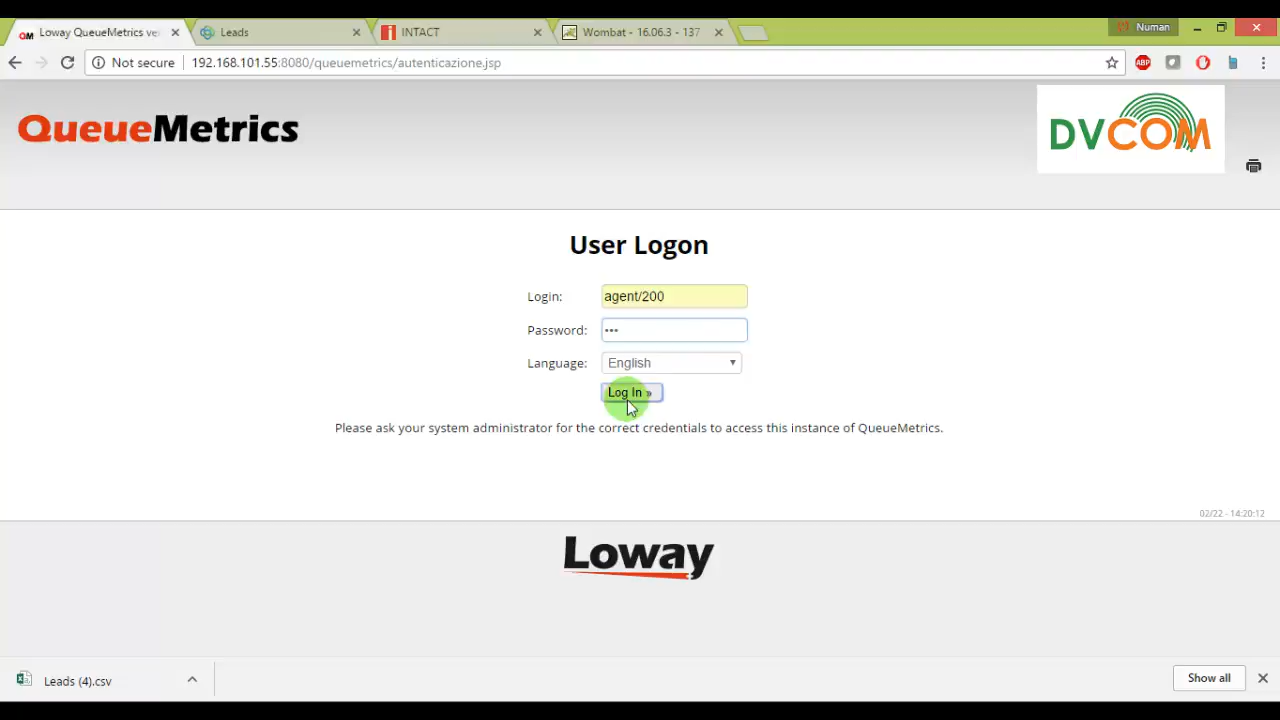 QM Loway QueueMetrics ve
Leads
INTACT
Wombat - 16.06.3 - 137
Numan
Not secure
192.168.101.55:8080/queuemetrics/autenticazione.jsp
ABP
QueueMetrics
DVCOM
User Logon
Login:
agent/200
Password:
•••
Language:
English
Log In »
Please ask your system administrator for the correct credentials to access this instance of QueueMetrics.
02/22 - 14:20:12
Loway
Leads (4).csv
Show all